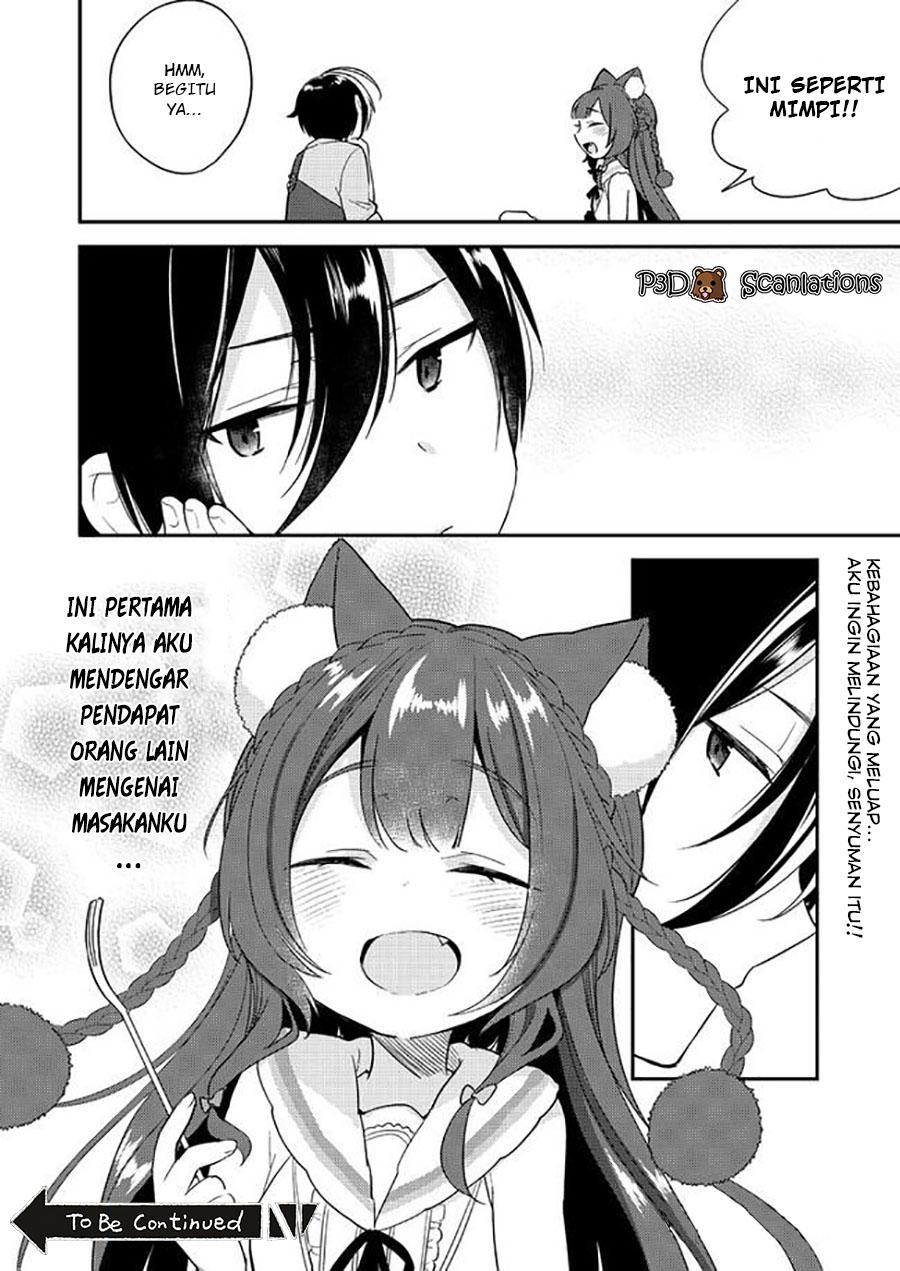 INI SEPERTI
MIMPI!!
HMM,
BEGITU
YA...
P3D Scanlations
KEBAHAGIAAN YANG MELUAP...
AKU INGIN MELINDUNGI, SENYUMAN ITU!!
INI PERTAMA
KALINYA AKU
MENDENGAR
PENDAPAT
ORANG LAIN
MENGENAI
MASAKANKU
...
To Be Continued